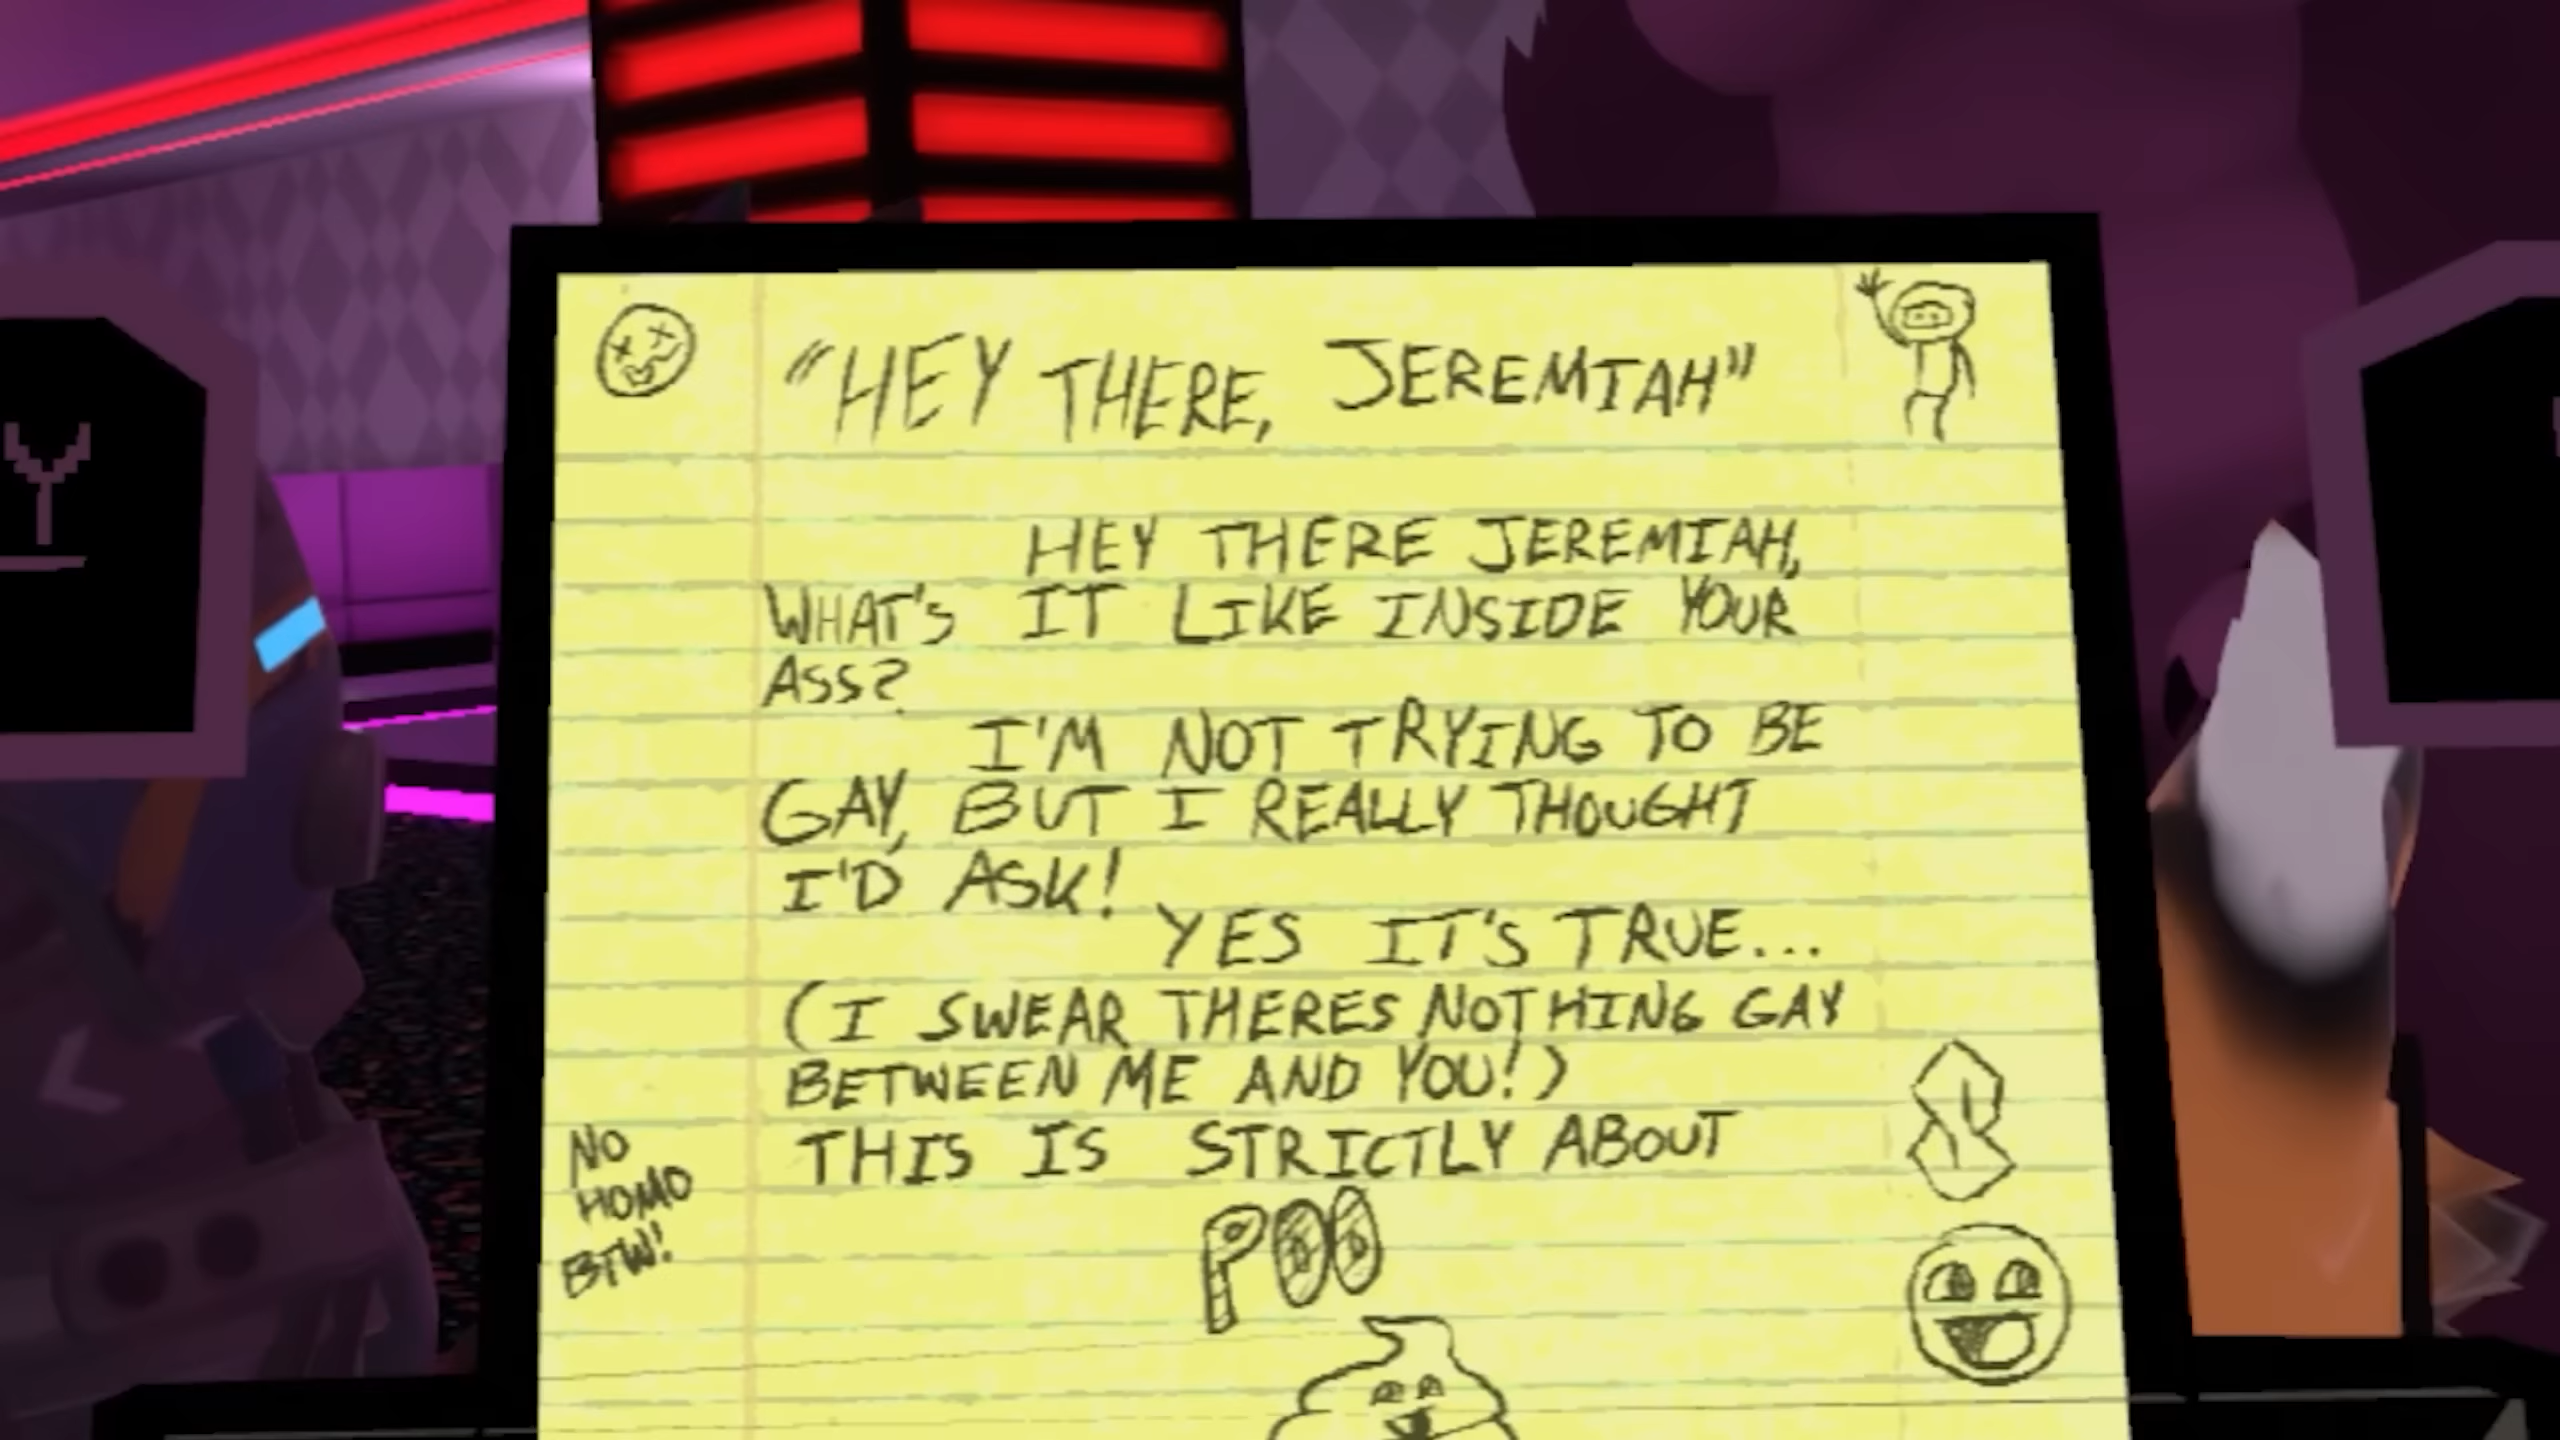 "HEY THERE, JEREMIAH"
HEY THERE JEREMIAH,
WHAT'S IT LIKE INSIDE YOUR
ASS?
I'M NOT TRYING TO BE
GAY, BUT I REALLY THOUGHT
I'D ASK!
YES IT'S TRUE...
(I SWEAR THERES NOTHING GAY
BETWEEN ME AND YOU!)
THIS IS STRICTLY ABOUT
POO
NO
HOMO
BTW!
Y